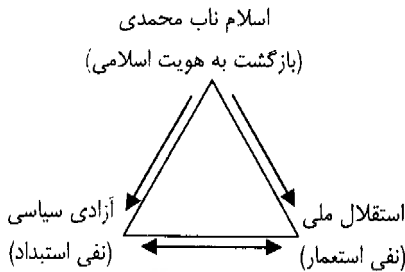 اسلام ناب محمدی
(بازگشت به هویت اسلامی)
استقلال ملی
(نفی استعمار)
آزادی سیاسی
(نفی استبداد)